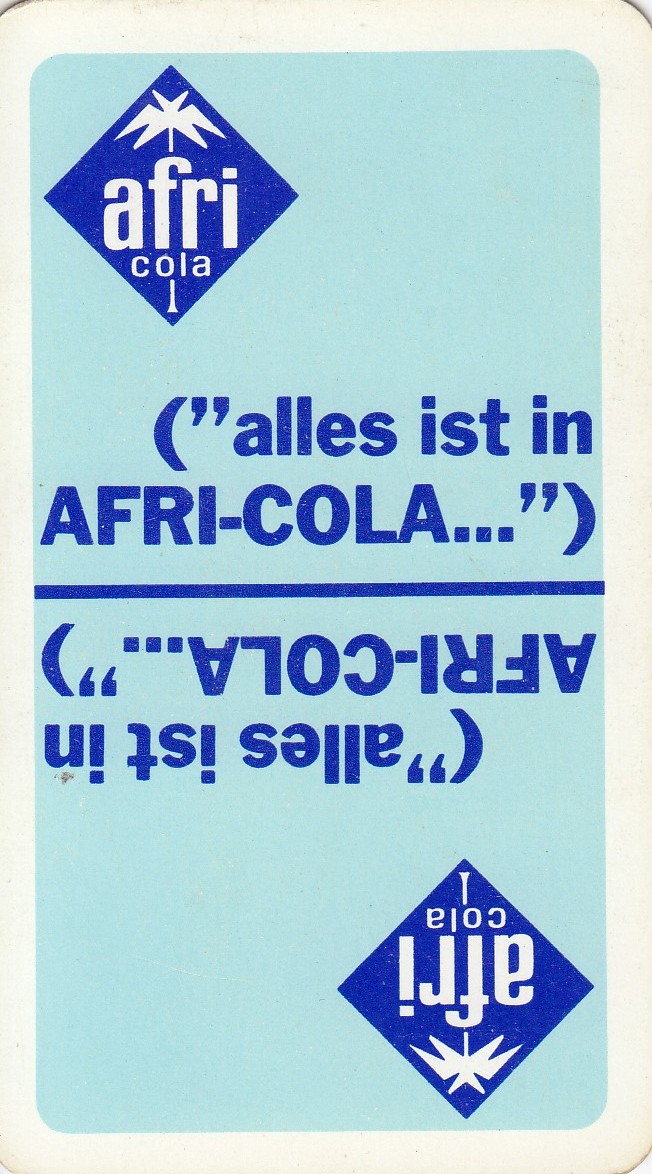 afri
cola
(”alles ist in
AFRI-COLA...”)
(”alles ist in
AFRI-COLA...”)
afri
cola